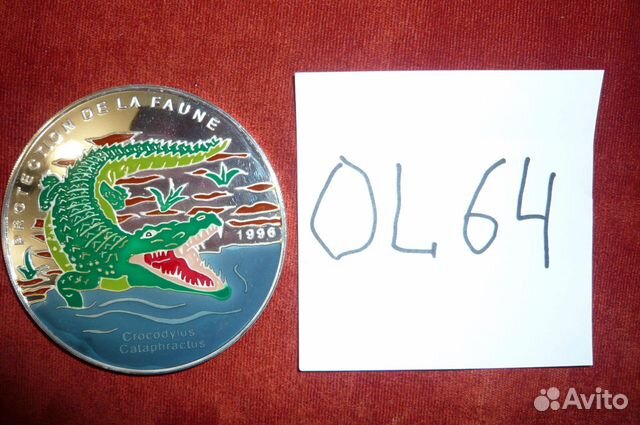 PROTECTION DE LA FAUNE
1996
Crocodylus
Cataphractus
OL64
Avito